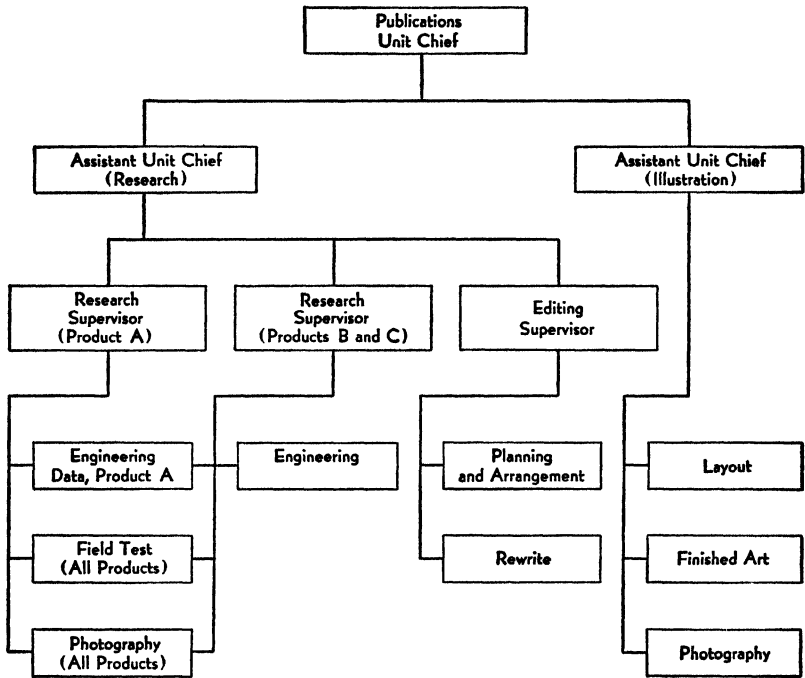 Publications
Unit Chief
Assistant Unit Chief
(Research)
Assistant Unit Chief
(Illustration)
Research
Supervisor
(Product A)
Research
Supervisor
(Products B and C)
Editing
Supervisor
Engineering
Data, Product A
Engineering
Planning
and Arrangement
Layout
Field Test
(All Products)
Rewrite
Finished Art
Photography
(All Products)
Photography